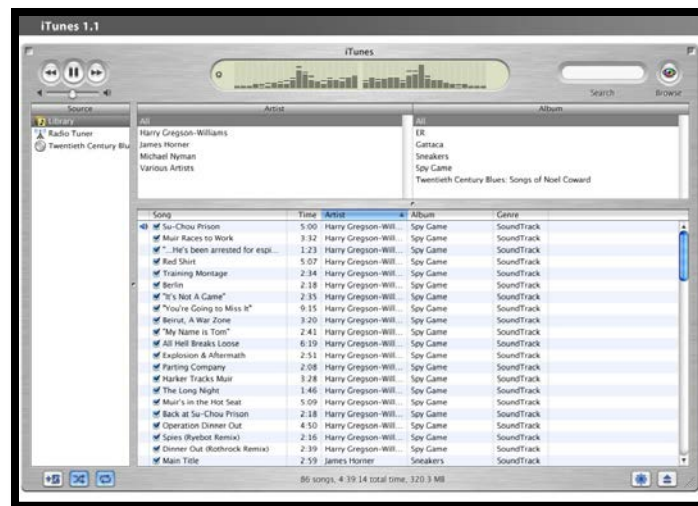 iTunes 1.1
iTunes
Search Browse
Source Artist Album
Library All All
Radio Tuner Harry Gregson-Williams ER
Twentieth Century Blu James Horner Gattaca
Michael Nyman Sneakers
Various Artists Spy Game
Twentieth Century Blues: Songs of Noel Coward
Song Time Artist Album Genre
Su-Chou Prison 5:00 Harry Gregson-Will... Spy Game SoundTrack
Muir Races to Work 3:32 Harry Gregson-Will... Spy Game SoundTrack
"...He's been arrested for espi... 1:23 Harry Gregson-Will... Spy Game SoundTrack
Red Shirt 5:07 Harry Gregson-Will... Spy Game SoundTrack
Training Montage 2:34 Harry Gregson-Will... Spy Game SoundTrack
Berlin 2:18 Harry Gregson-Will... Spy Game SoundTrack
"It's Not A Game" 2:35 Harry Gregson-Will... Spy Game SoundTrack
"You're Going to Miss It" 9:15 Harry Gregson-Will... Spy Game SoundTrack
Beirut, A War Zone 3:20 Harry Gregson-Will... Spy Game SoundTrack
"My Name is Tom" 2:41 Harry Gregson-Will... Spy Game SoundTrack
All Hell Breaks Loose 6:19 Harry Gregson-Will... Spy Game SoundTrack
Explosion & Aftermath 2:51 Harry Gregson-Will... Spy Game SoundTrack
Parting Company 2:08 Harry Gregson-Will... Spy Game SoundTrack
Harker Tracks Muir 3:28 Harry Gregson-Will... Spy Game SoundTrack
The Long Night 1:46 Harry Gregson-Will... Spy Game SoundTrack
Muir's in the Hot Seat 5:09 Harry Gregson-Will... Spy Game SoundTrack
Back at Su-Chou Prison 2:18 Harry Gregson-Will... Spy Game SoundTrack
Operation Dinner Out 4:50 Harry Gregson-Will... Spy Game SoundTrack
Spies (Ryebot Remix) 2:16 Harry Gregson-Will... Spy Game SoundTrack
Dinner Out (Rothrock Remix) 2:39 Harry Gregson-Will... Spy Game SoundTrack
Main Title 2:59 James Horner Sneakers SoundTrack
86 songs, 4:39:14 total time, 320.3 MB